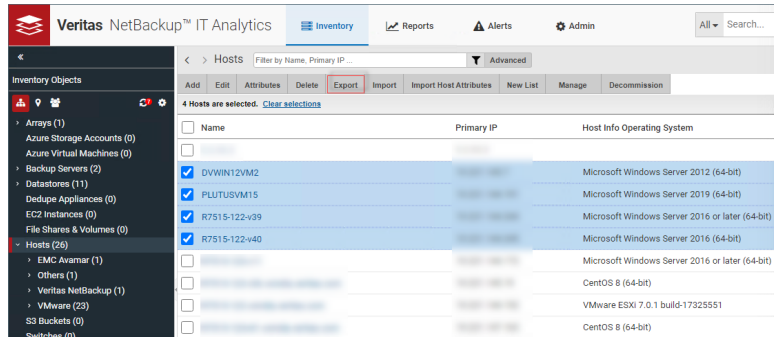 Veritas NetBackup™ IT Analytics Inventory Reports Alerts Admin All Search...
Hosts Filter by Name, Primary IP ... Advanced
Inventory Objects
Add Edit Attributes Delete Export Import Import Host Attributes New List Manage Decommission
4 Hosts are selected. Clear selections
Arrays (1)
Azure Storage Accounts (0)
Azure Virtual Machines (0)
Backup Servers (2)
Datastores (11)
Dedupe Appliances (0)
EC2 Instances (0)
File Shares & Volumes (0)
Hosts (26)
EMC Avamar (1)
Others (1)
Veritas NetBackup (1)
VMware (23)
S3 Buckets (0)
Switches (0)
Name Primary IP Host Info Operating System
DVWIN12VM2 Microsoft Windows Server 2012 (64-bit)
PLUTUSVM15 Microsoft Windows Server 2019 (64-bit)
R7515-122-v39 Microsoft Windows Server 2016 or later (64-bit)
R7515-122-v40 Microsoft Windows Server 2016 (64-bit)
Microsoft Windows Server 2016 or later (64-bit)
CentOS 8 (64-bit)
VMware ESXi 7.0.1 build-17325551
CentOS 8 (64-bit)